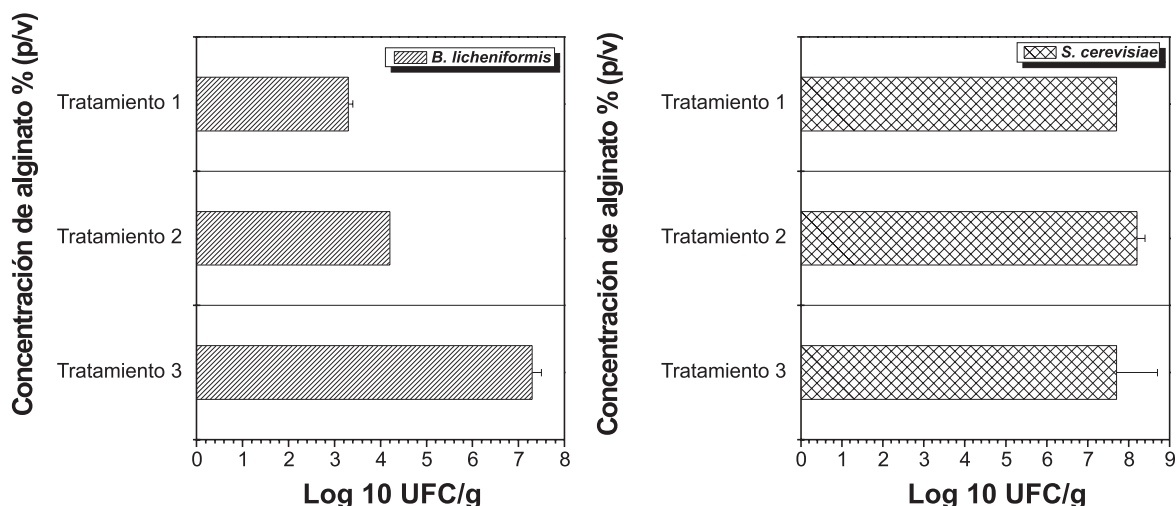 Concentración de alginato % (p/v)
B. licheniformis
Tratamiento 1
Tratamiento 2
Tratamiento 3
0 1 2 3 4 5 6 7 8
Log 10 UFC/g
Concentración de alginato % (p/v)
S. cerevisiae
Tratamiento 1
Tratamiento 2
Tratamiento 3
0 1 2 3 4 5 6 7 8 9
Log 10 UFC/g